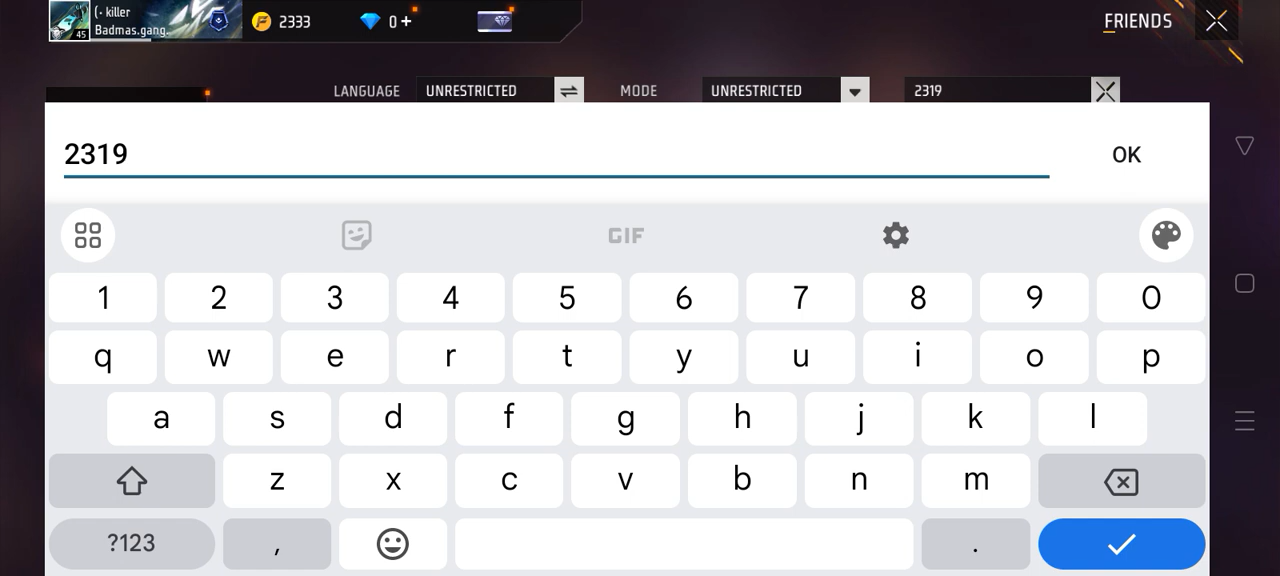 (· killer
Badmas.gang.
45
2333
0 +
FRIENDS
LANGUAGE UNRESTRICTED MODE UNRESTRICTED 2319
2319
OK
GIF
1 2 3 4 5 6 7 8 9 0
q w e r t y u i o p
a s d f g h j k l
z x c v b n m
?123 , .